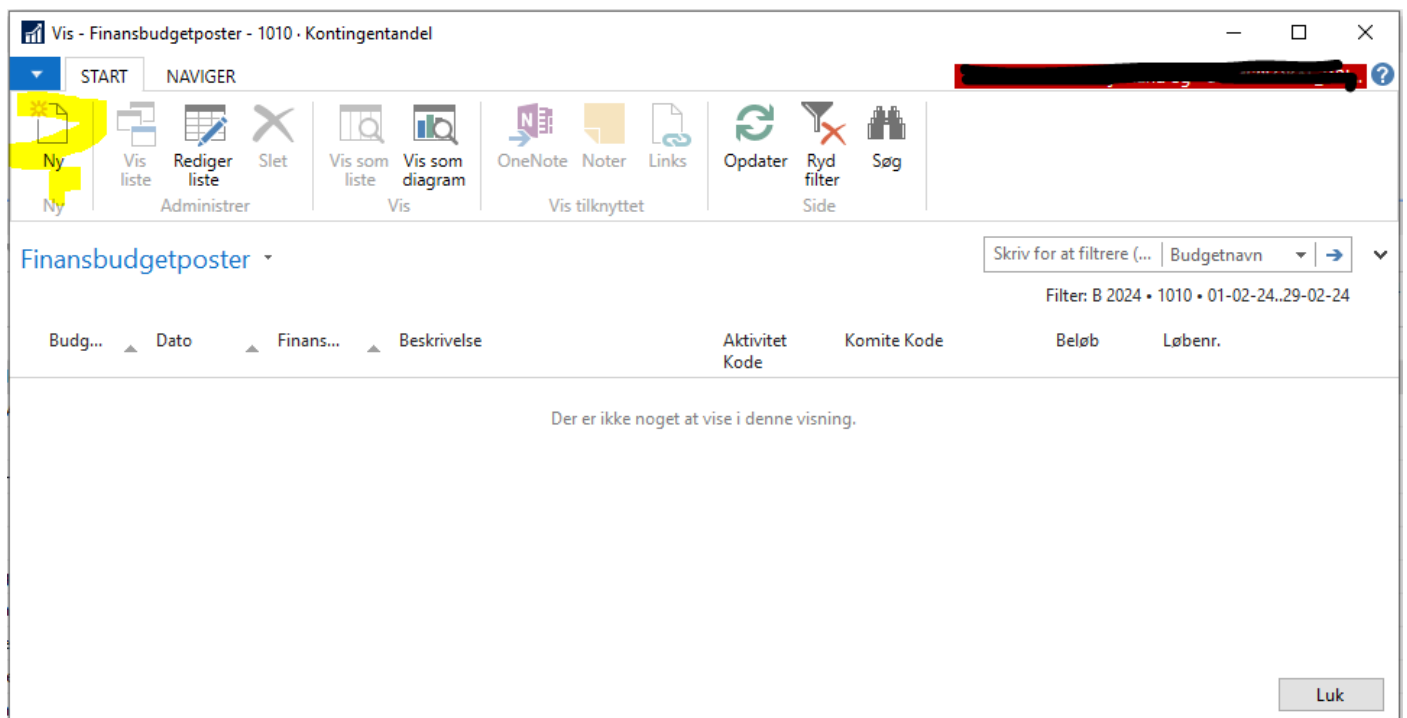 Vis - Finansbudgetposter - 1010 · Kontingentandel
START NAVIGER
Ny
Vis liste
Rediger liste
Slet
Vis som liste
Vis som diagram
OneNote
Noter
Links
Opdater
Ryd filter
Søg
Ny Administrer Vis Vis tilknyttet Side
Finansbudgetposter
Skriv for at filtrere (... Budgetnavn
Filter: B 2024 • 1010 • 01-02-24..29-02-24
Budg... Dato Finans... Beskrivelse Aktivitet Kode Komite Kode Beløb Løbenr.
Der er ikke noget at vise i denne visning.
Luk